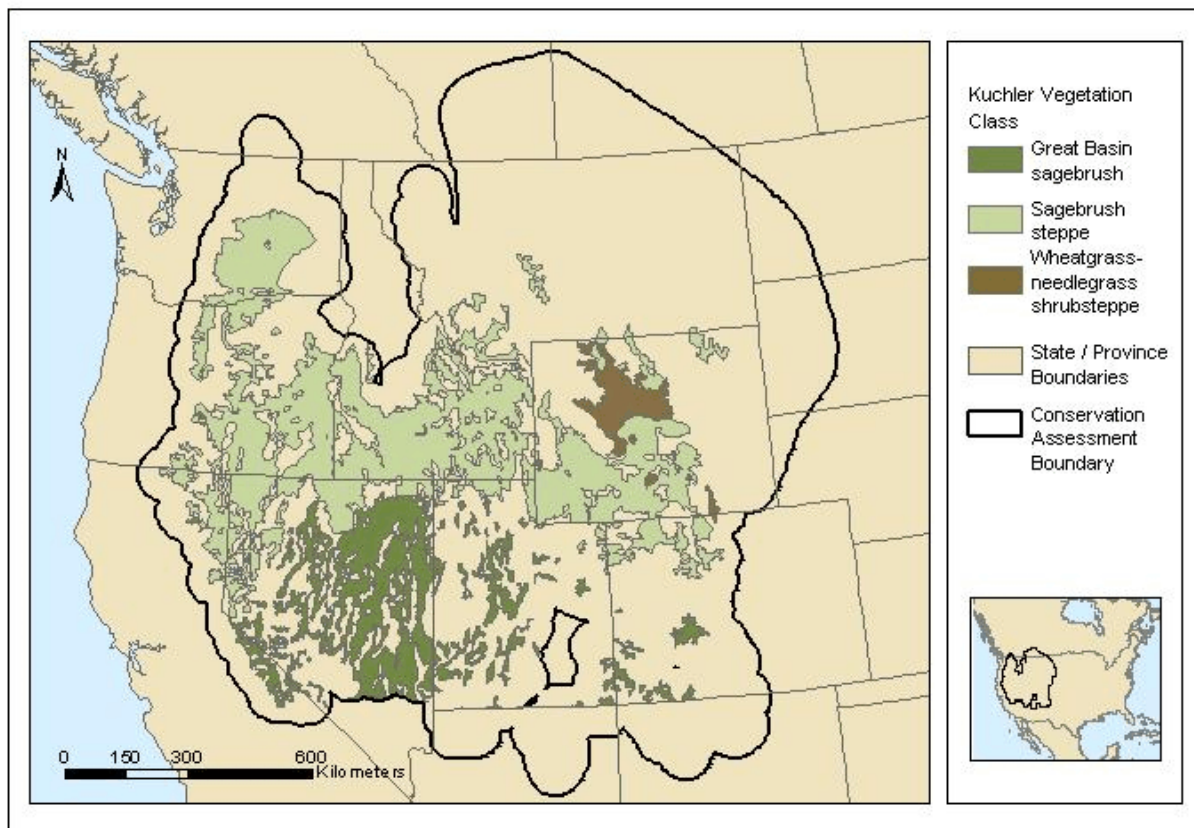 N
0 150 300 600
Kilometers
Kuchler Vegetation
Class
Great Basin
sagebrush
Sagebrush
steppe
Wheatgrass-
needlegrass
shrubsteppe
State / Province
Boundaries
Conservation
Assessment
Boundary